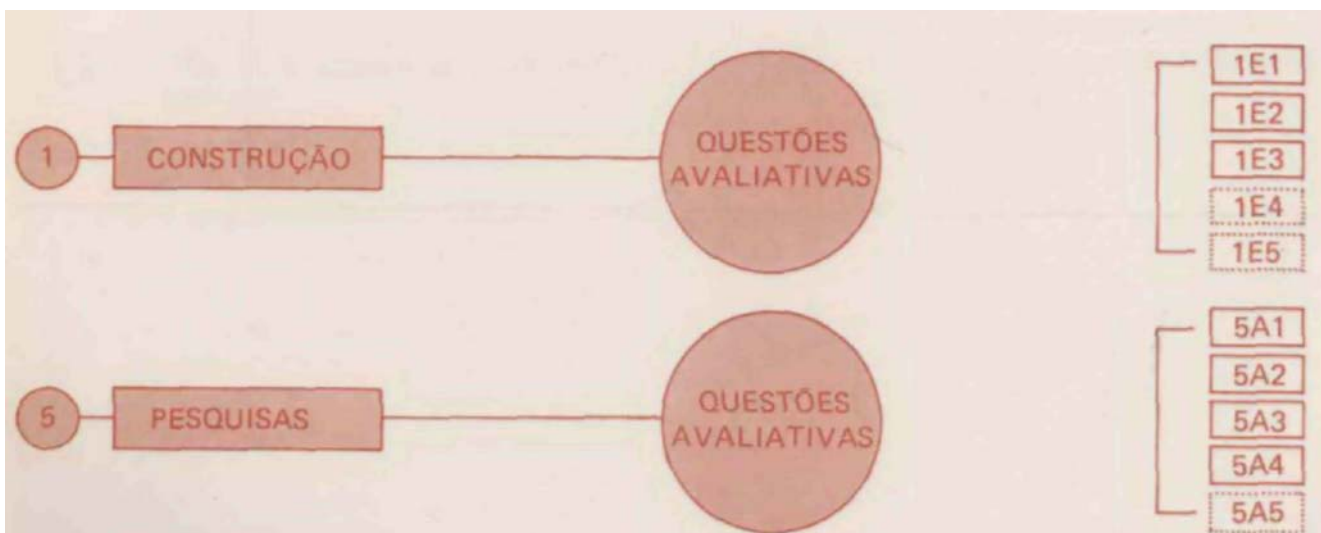 1
CONSTRUÇÃO
QUESTÕES
AVALIATIVAS
1E1
1E2
1E3
1E4
1E5
5
PESQUISAS
QUESTÕES
AVALIATIVAS
5A1
5A2
5A3
5A4
5A5